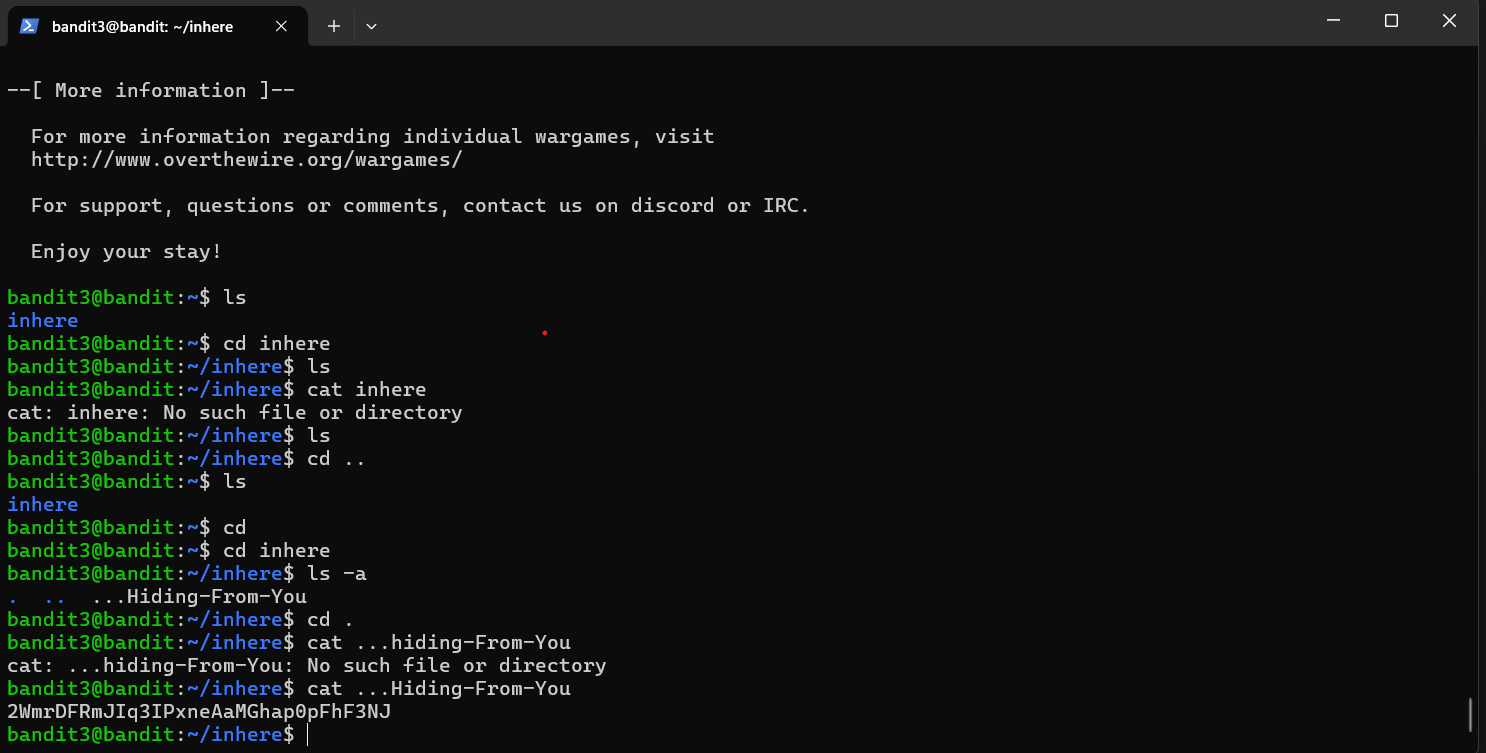 bandit3@bandit: ~/inhere
--[ More information ]--
For more information regarding individual wargames, visit
http://www.overthewire.org/wargames/
For support, questions or comments, contact us on discord or IRC.
Enjoy your stay!
bandit3@bandit:~$ ls
inhere
bandit3@bandit:~$ cd inhere
bandit3@bandit:~/inhere$ ls
bandit3@bandit:~/inhere$ cat inhere
cat: inhere: No such file or directory
bandit3@bandit:~/inhere$ ls
bandit3@bandit:~/inhere$ cd ..
bandit3@bandit:~$ ls
inhere
bandit3@bandit:~$ cd
bandit3@bandit:~$ cd inhere
bandit3@bandit:~/inhere$ ls -a
.  ..  ...Hiding-From-You
bandit3@bandit:~/inhere$ cd .
bandit3@bandit:~/inhere$ cat ...hiding-From-You
cat: ...hiding-From-You: No such file or directory
bandit3@bandit:~/inhere$ cat ...Hiding-From-You
2WmrDFRmJIq3IPxneAaMGhap0pFhF3NJ
bandit3@bandit:~/inhere$